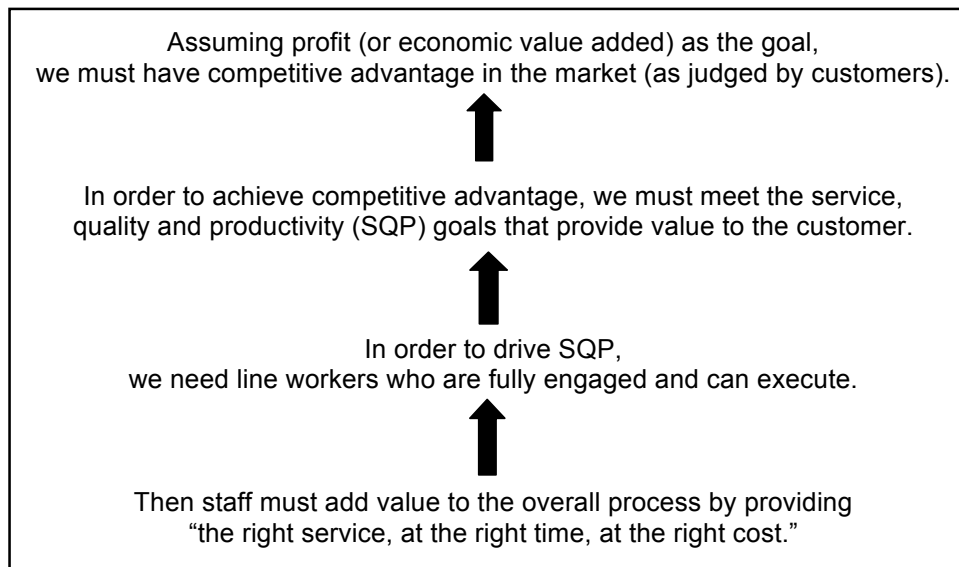 Assuming profit (or economic value added) as the goal,
we must have competitive advantage in the market (as judged by customers).
In order to achieve competitive advantage, we must meet the service,
quality and productivity (SQP) goals that provide value to the customer.
In order to drive SQP,
we need line workers who are fully engaged and can execute.
Then staff must add value to the overall process by providing
“the right service, at the right time, at the right cost.”